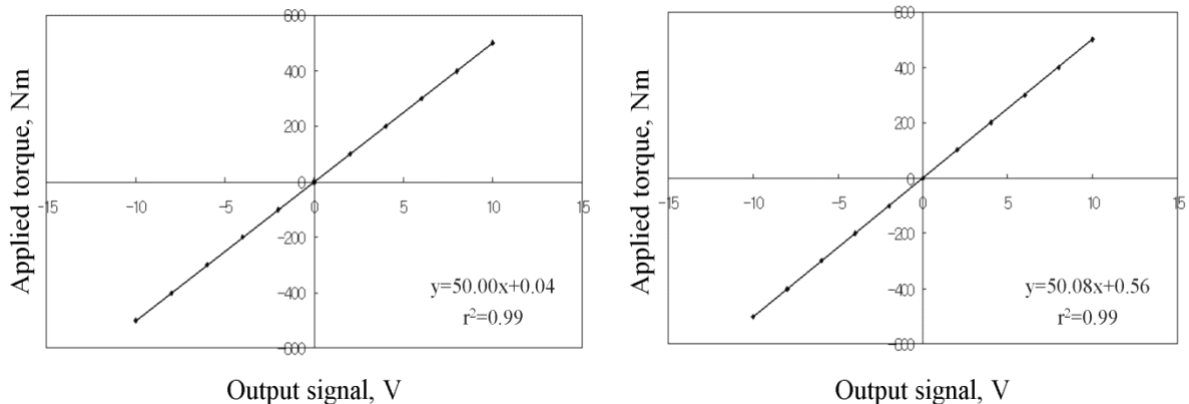 600
400
200
0
-200
-400
-600
-15 -10 -5 0 5 10 15
Applied torque, Nm
Output signal, V
y=50.00x+0.04
r²=0.99
600
400
200
0
-200
-400
-600
-15 -10 -5 0 5 10 15
Applied torque, Nm
Output signal, V
y=50.08x+0.56
r²=0.99